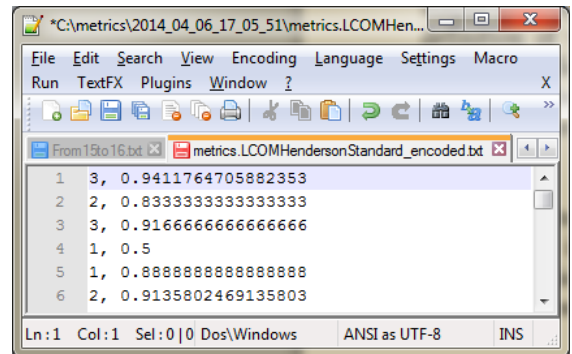 *C:\metrics\2014_04_06_17_05_51\metrics.LCOMHen...
File Edit Search View Encoding Language Settings Macro
Run TextFX Plugins Window ? X
From15to16.txt metrics.LCOMHendersonStandard_encoded.txt
1 3, 0.9411764705882353
2 2, 0.8333333333333333
3 3, 0.9166666666666666
4 1, 0.5
5 1, 0.8888888888888888
6 2, 0.9135802469135803
Ln:1 Col:1 Sel:0|0 Dos\Windows ANSI as UTF-8 INS